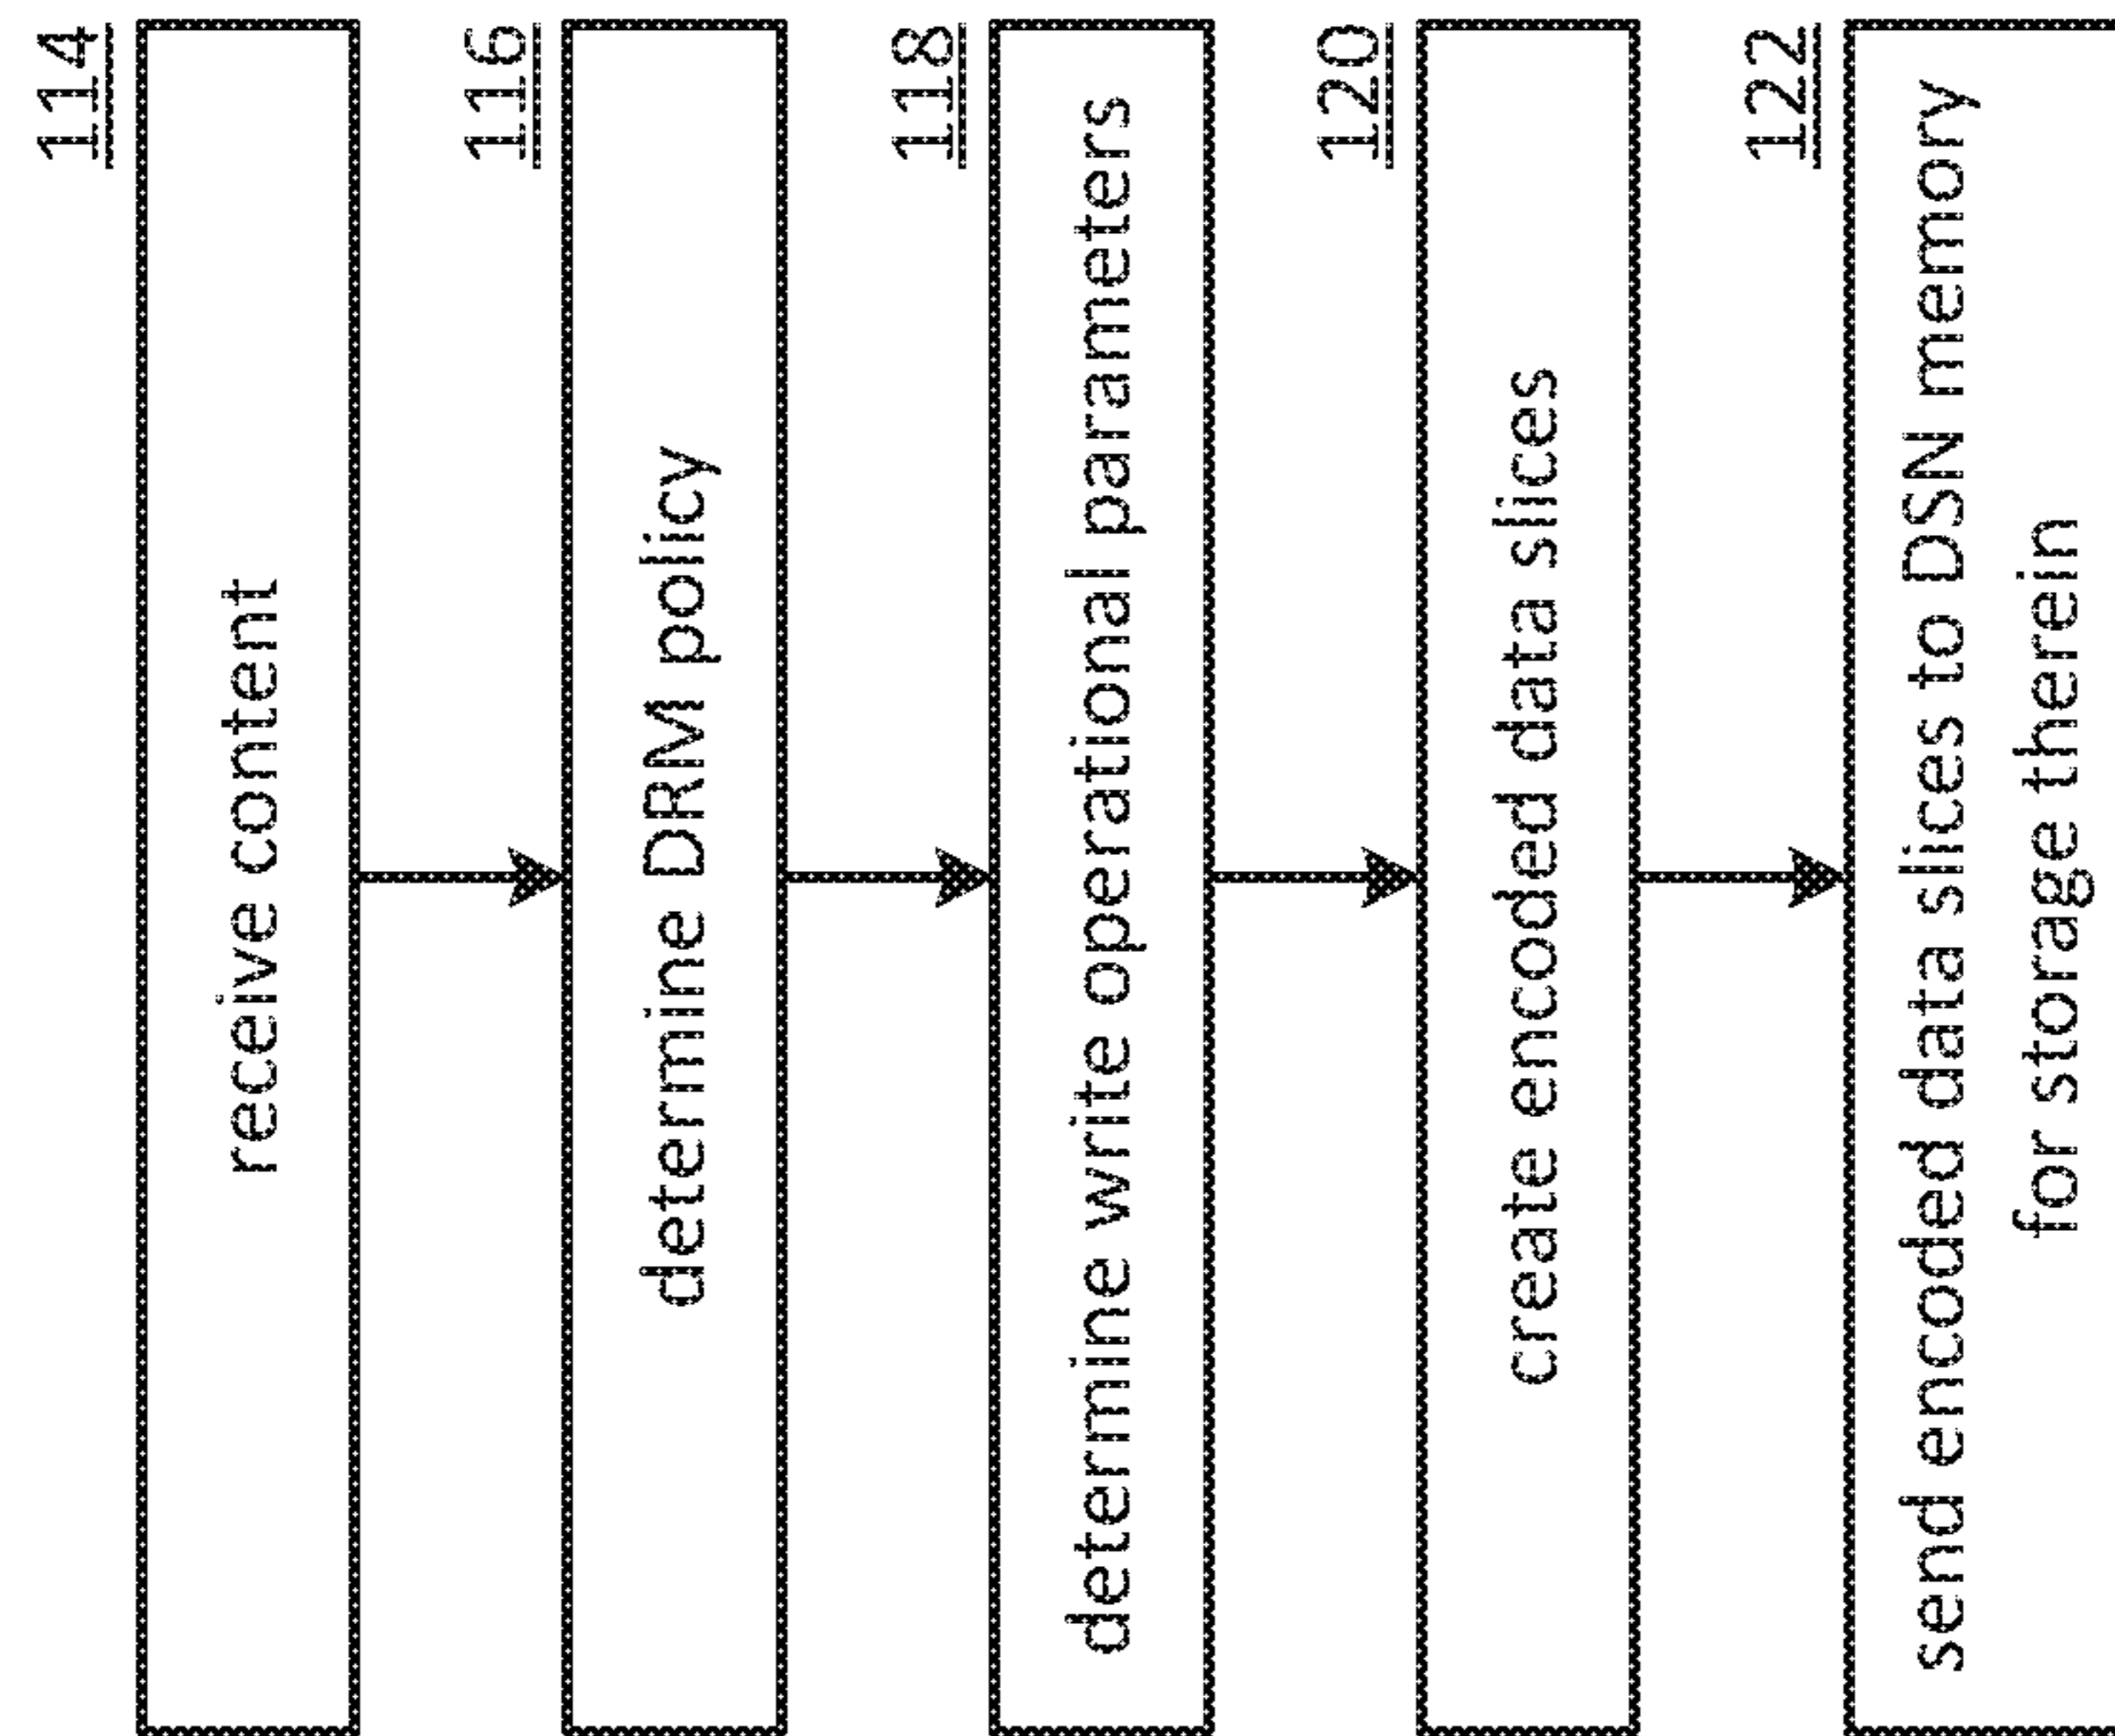 114
receive content
116
determine DRM policy
118
determine write operational parameters
120
create encoded data slices
122
send encoded data slices to DSN memory
for storage therein